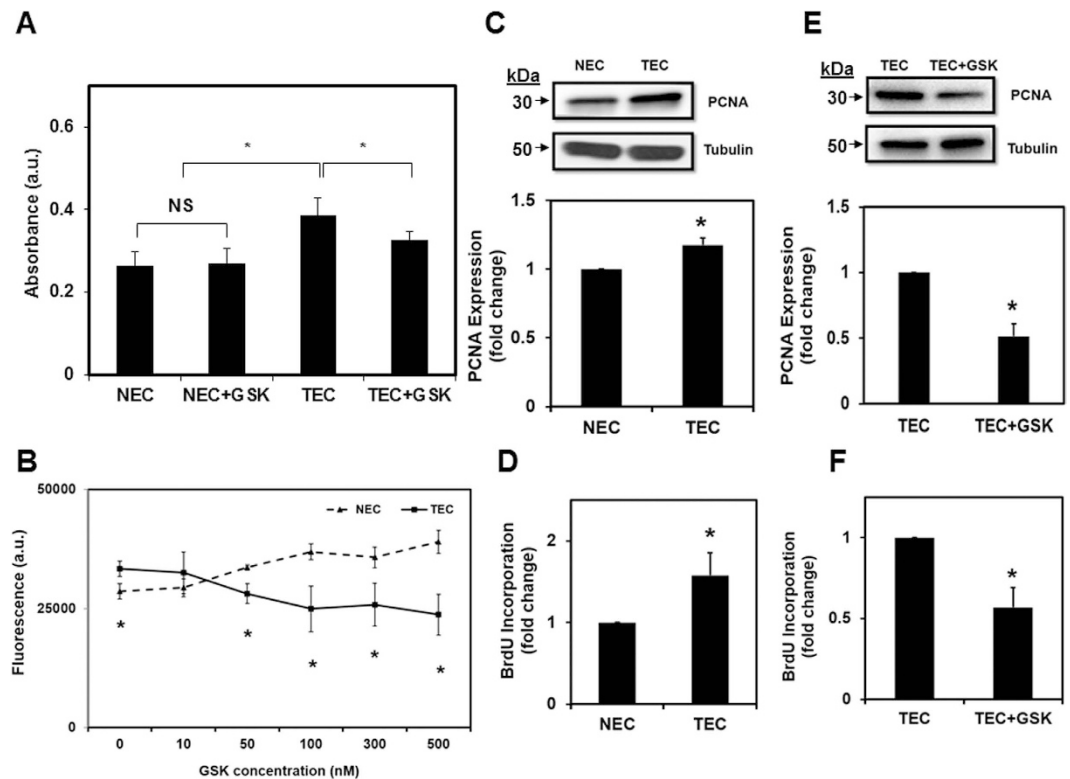 A
Absorbance (a.u.)
0.6
0.4
0.2
0
* *
NS
NEC NEC+GSK TEC TEC+GSK
B
Fluorescence (a.u.)
50000
25000
0
NEC TEC
* * * * *
0 10 50 100 300 500
GSK concentration (nM)
C
kDa NEC TEC
30 PCNA
50 Tubulin
PCNA Expression
(fold change)
1.5
1
0.5
0
*
NEC TEC
D
BrdU Incorporation
(fold change)
2
1
0
*
NEC TEC
E
kDa TEC TEC+GSK
30 PCNA
50 Tubulin
PCNA Expression
(fold change)
1.5
1
0.5
0
*
TEC TEC+GSK
F
BrdU Incorporation
(fold change)
1
0.5
0
*
TEC TEC+GSK